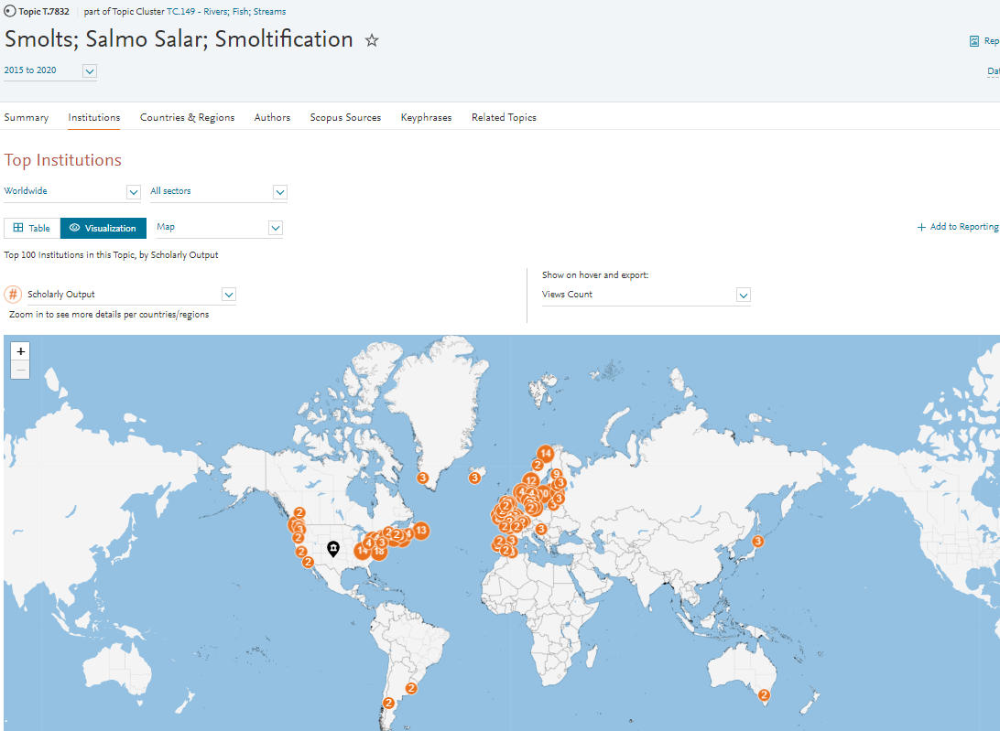 Topic T.7832 part of Topic Cluster TC.149 - Rivers; Fish; Streams
Smolts; Salmo Salar; Smoltification
Rep
2015 to 2020
Dat
Summary Institutions Countries & Regions Authors Scopus Sources Keyphrases Related Topics
Top Institutions
Worldwide All sectors
Table Visualization Map
+ Add to Reporting
Top 100 Institutions in this Topic, by Scholarly Output
Show on hover and export:
# Scholarly Output
Views Count
Zoom in to see more details per countries/regions
+
−
14
2
3
3
12
9
3
4
4
3
2
2
2
3
2
2
3
2
2
2
2
13
4
3
14
18
3
2
3
2
3
2
2
2